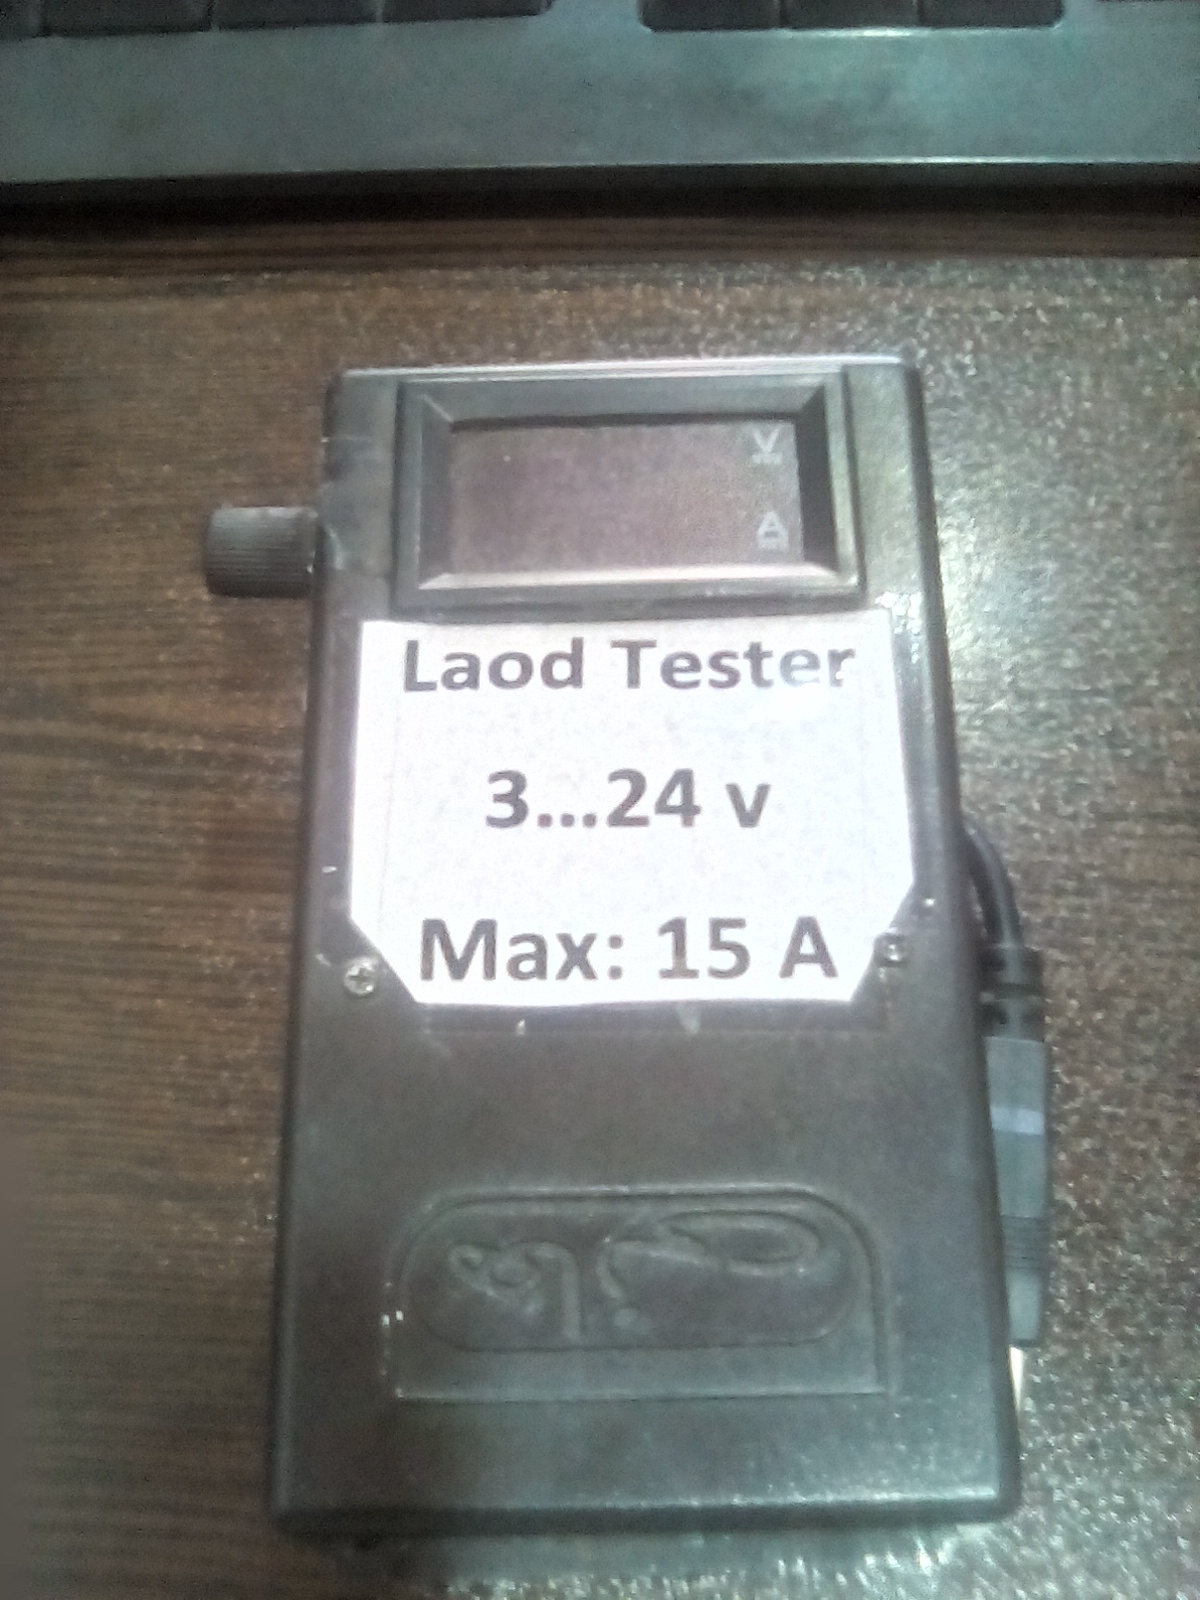 V
A
Laod Tester
3...24 v
Max: 15 A